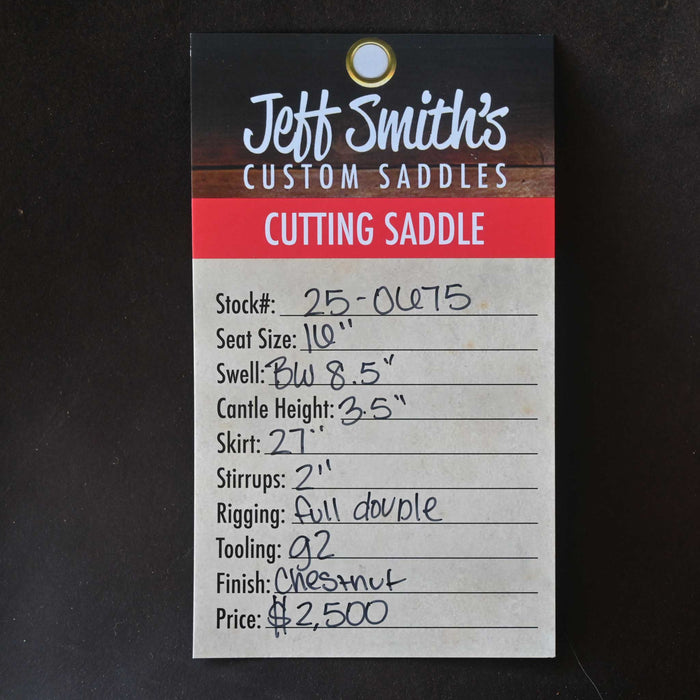 Jeff Smith's
CUSTOM SADDLES
CUTTING SADDLE
Stock#: 25-0675
Seat Size: 16"
Swell: BW 8.5"
Cantle Height: 3.5"
Skirt: 27"
Stirrups: 2"
Rigging: full double
Tooling: g2
Finish: Chestnut
Price: $2,500